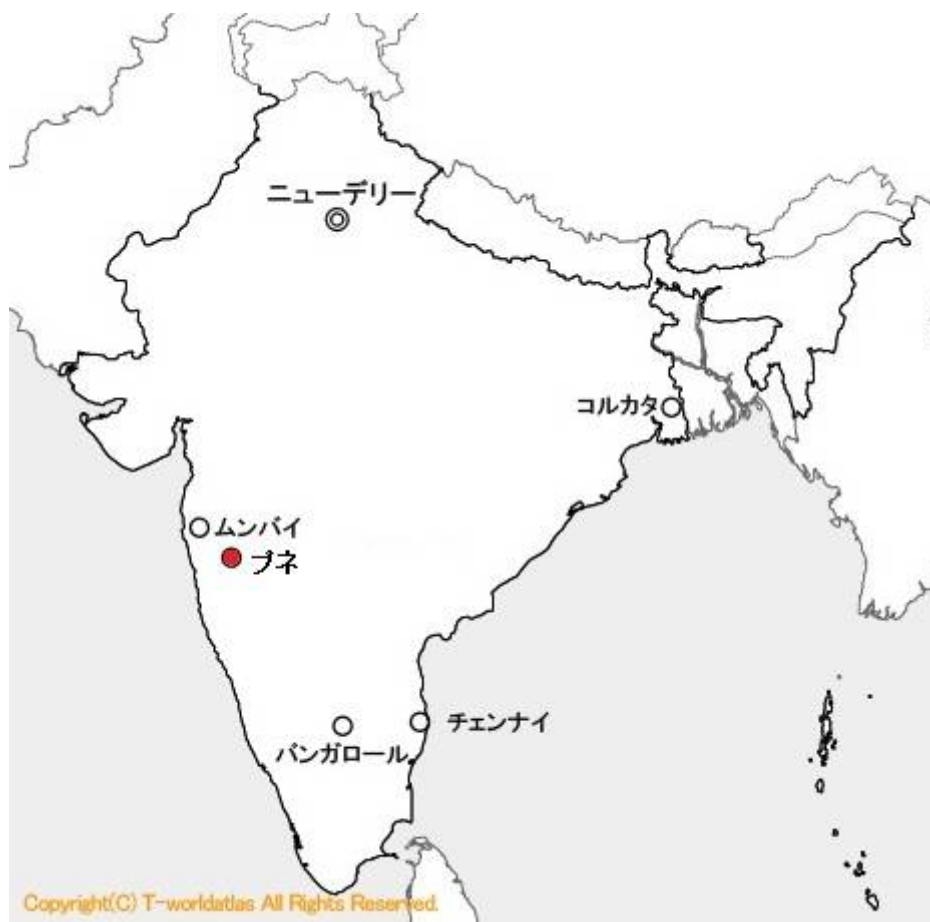 ニューデリー
コルカタ
ムンバイ
プネ
チェンナイ
バンガロール
Copyright(C) T-worldatlas All Rights Reserved.